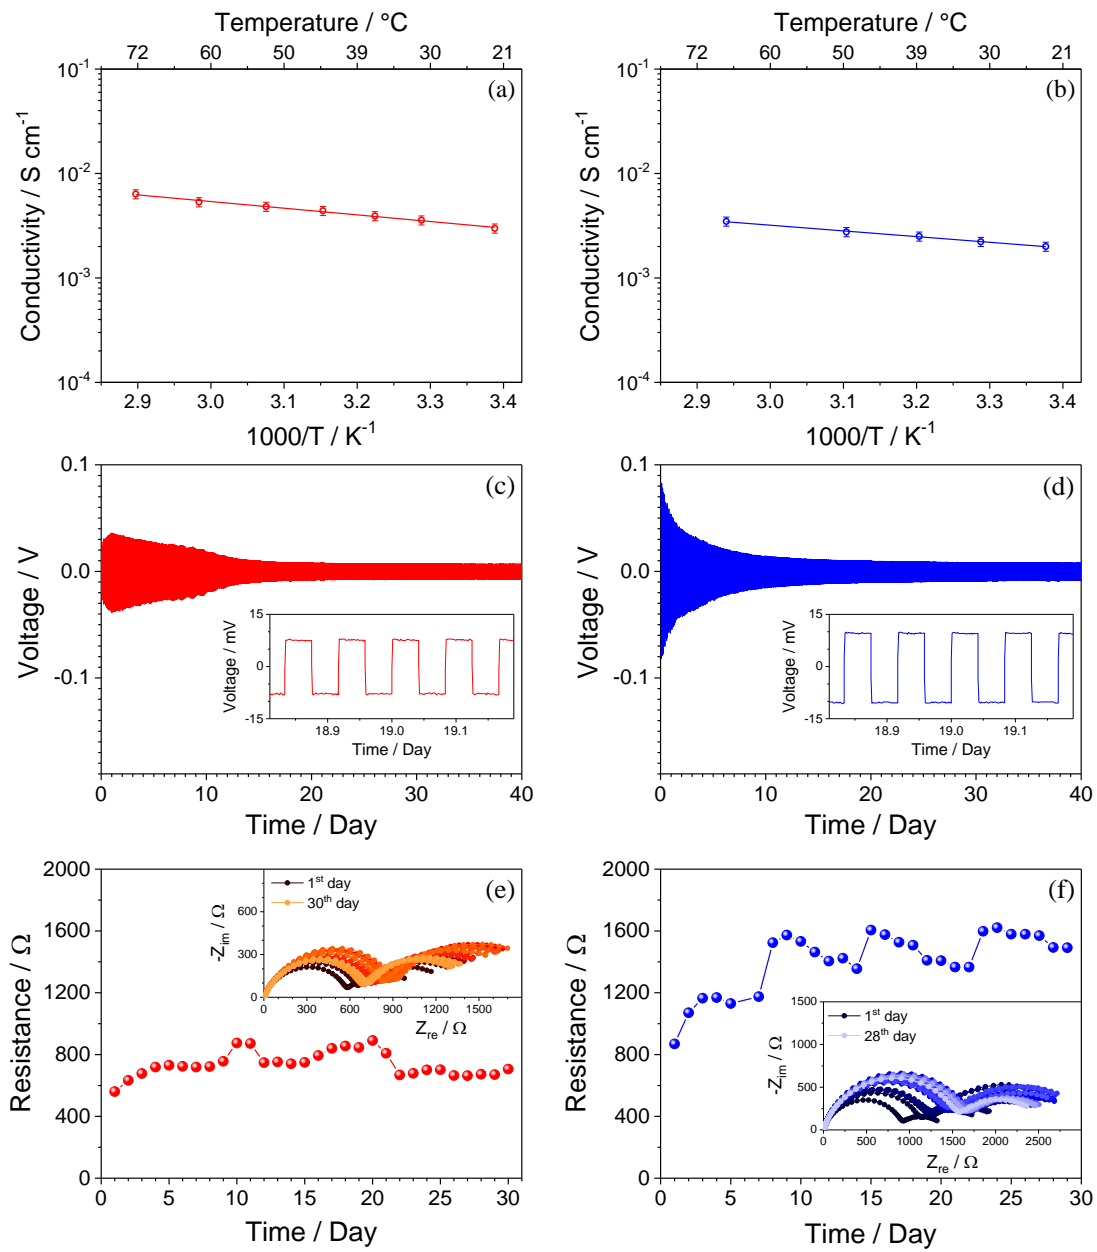 Temperature / °C
72 60 50 39 30 21
10-1
10-2
10-3
10-4
Conductivity / S cm-1
(a)
2.9 3.0 3.1 3.2 3.3 3.4
1000/T / K-1
Temperature / °C
72 60 50 39 30 21
10-1
10-2
10-3
10-4
Conductivity / S cm-1
(b)
2.9 3.0 3.1 3.2 3.3 3.4
1000/T / K-1
0.1
0.0
-0.1
Voltage / V
(c)
15
0
-15
Voltage / mV
18.9 19.0 19.1
Time / Day
0 10 20 30 40
Time / Day
0.1
0.0
-0.1
Voltage / V
(d)
15
0
-15
Voltage / mV
18.9 19.0 19.1
Time / Day
0 10 20 30 40
Time / Day
2000
1600
1200
800
400
0
Resistance / Ω
(e)
1st day
30th day
900
600
300
0
-Zim / Ω
0 300 600 900 1200 1500
Zre / Ω
0 5 10 15 20 25 30
Time / Day
2000
1600
1200
800
400
0
Resistance / Ω
(f)
1st day
28th day
1500
1000
500
0
-Zim / Ω
0 500 1000 1500 2000 2500
Zre / Ω
0 5 10 15 20 25 30
Time / Day